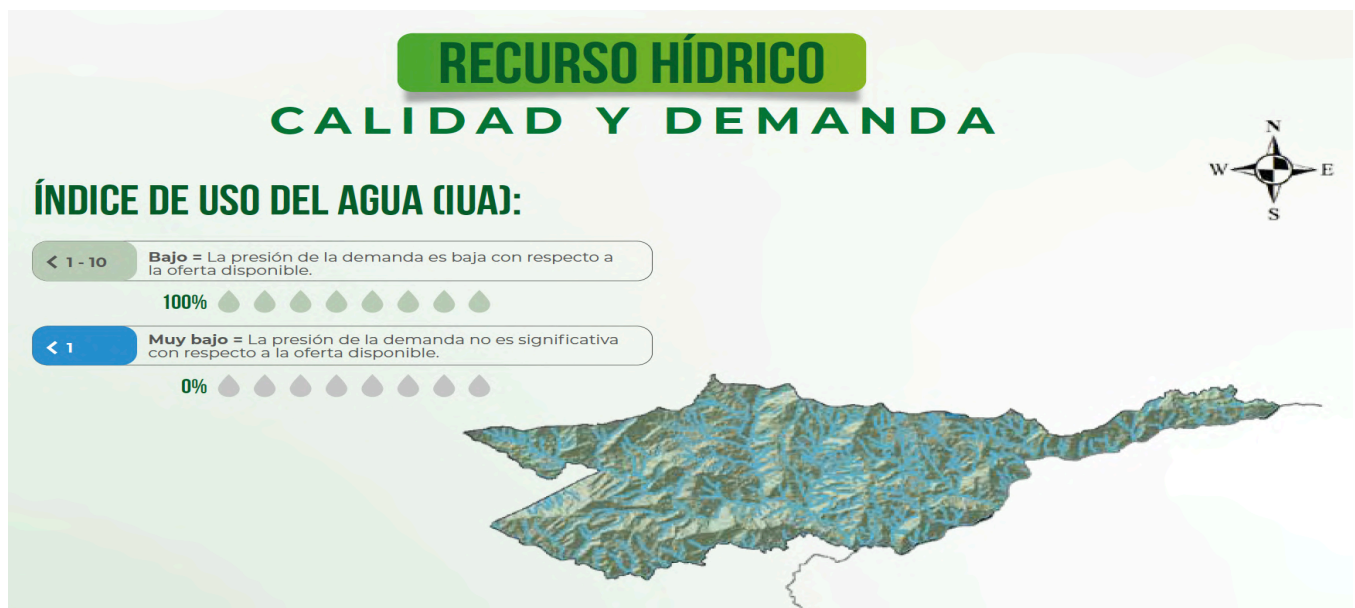 RECURSO HÍDRICO
CALIDAD Y DEMANDA
N
W E
S
ÍNDICE DE USO DEL AGUA (IUA):
< 1 - 10
Bajo = La presión de la demanda es baja con respecto a
la oferta disponible.
100%
< 1
Muy bajo = La presión de la demanda no es significativa
con respecto a la oferta disponible.
0%